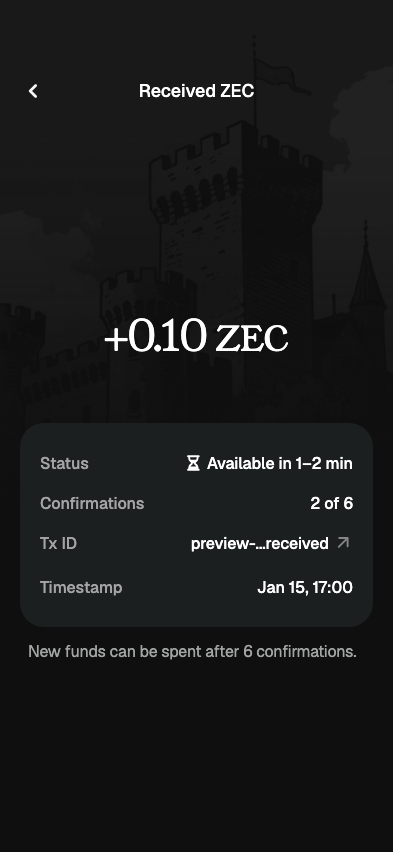 Received ZEC
+0.10 ZEC
Status Available in 1–2 min
Confirmations 2 of 6
Tx ID preview-...received
Timestamp Jan 15, 17:00
New funds can be spent after 6 confirmations.